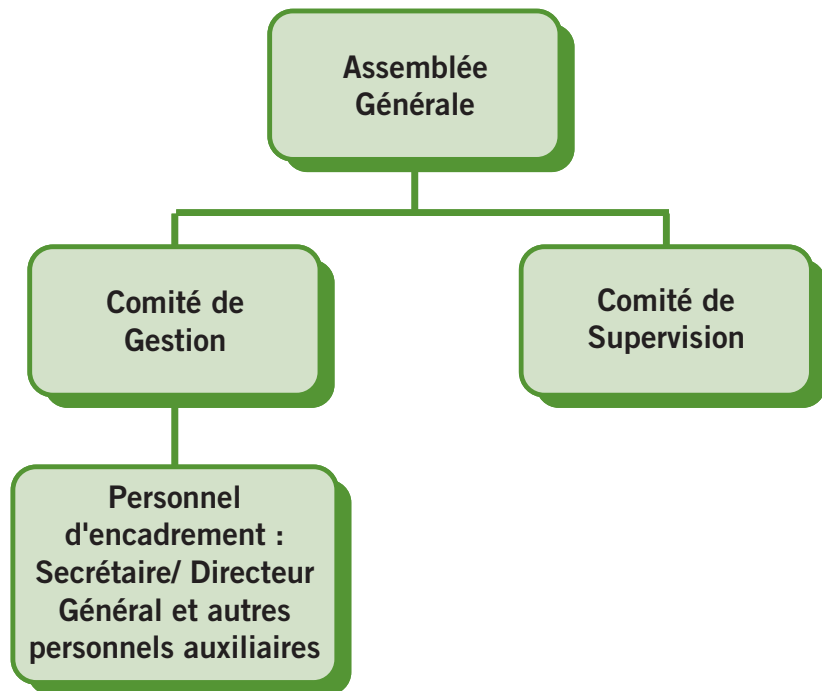 Assemblée
Générale
Comité de
Gestion
Comité de
Supervision
Personnel
d'encadrement :
Secrétaire/ Directeur
Général et autres
personnels auxiliaires